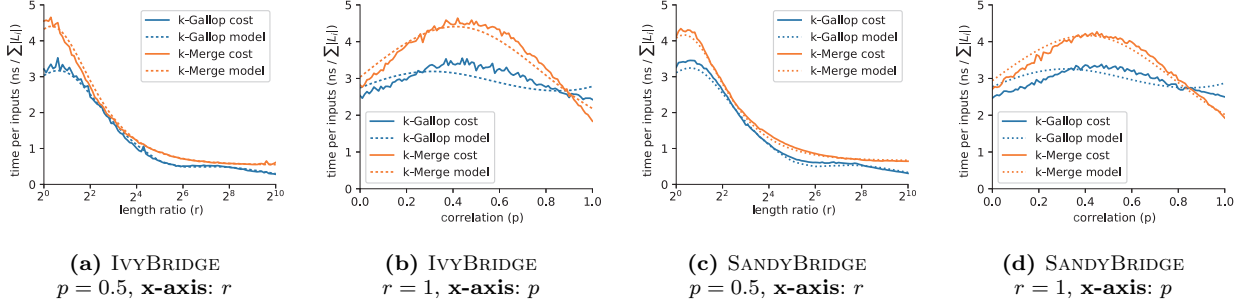 5
4
3
2
1
0
time per inputs (ns / ∑|Lᵢ|)
k-Gallop cost
k-Gallop model
k-Merge cost
k-Merge model
2⁰ 2² 2⁴ 2⁶ 2⁸ 2¹⁰
length ratio (r)
(a) IVYBRIDGE
p = 0.5, x-axis: r
5
4
3
2
1
0
time per inputs (ns / ∑|Lᵢ|)
k-Gallop cost
k-Gallop model
k-Merge cost
k-Merge model
0.0 0.2 0.4 0.6 0.8 1.0
correlation (p)
(b) IVYBRIDGE
r = 1, x-axis: p
5
4
3
2
1
0
time per inputs (ns / ∑|Lᵢ|)
k-Gallop cost
k-Gallop model
k-Merge cost
k-Merge model
2⁰ 2² 2⁴ 2⁶ 2⁸ 2¹⁰
length ratio (r)
(c) SANDYBRIDGE
p = 0.5, x-axis: r
5
4
3
2
1
0
time per inputs (ns / ∑|Lᵢ|)
k-Gallop cost
k-Gallop model
k-Merge cost
k-Merge model
0.0 0.2 0.4 0.6 0.8 1.0
correlation (p)
(d) SANDYBRIDGE
r = 1, x-axis: p